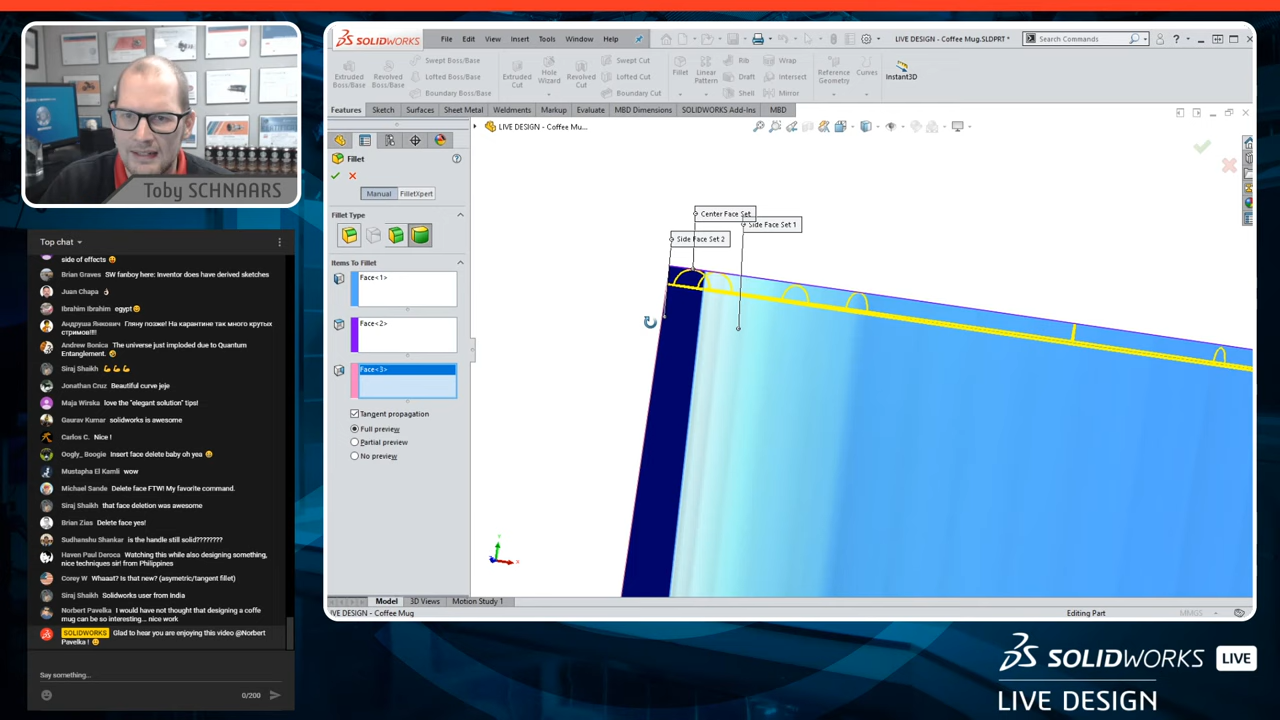 Toby SCHNAARS
Top chat
side of effects
Brian Graves SW fanboy here: Inventor does have derived sketches
Juan Chapa
Ibrahim Ibrahim egypt
Андруша Янкович Гляну позже! На карантине так много крутых
стримов!!!!
Andrew Bonica The universe just imploded due to Quantum
Entanglement.
Siraj Shaikh
Jonathan Cruz Beautiful curve jeje
Maja Wirska love the "elegant solution" tips!
Gaurav Kumar solidworks is awesome
Carlos C. Nice !
Oogly_ Boogie Insert face delete baby oh yea
Mustapha El Kamli wow
Michael Sande Delete face FTW! My favorite command.
Siraj Shaikh that face deletion was awesome
Brian Zias Delete face yes!
Sudhanshu Shankar is the handle still solid????????
Haven Paul Deroca Watching this while also designing something,
nice techniques sir! from Philippines
Corey W Whaaat? Is that new? (asymetric/tangent fillet)
Siraj Shaikh Solidworks user from India
Norbert Pavelka I would have not thought that designing a coffe
mug can be so interesting... nice work
SOLIDWORKS Glad to hear you are enjoying this video @Norbert
Pavelka !
Say something...
0/200
SOLIDWORKS File Edit View Insert Tools Window LIVE DESIGN - Coffee Mug.SLDPRT * Search Commands
Extruded
Boss/Base
Revolved
Boss/Base
Swept Boss/Base
Lofted Boss/Base
Boundary Boss/Base
Extruded
Cut
Hole
Wizard
Revolved
Cut
Swept Cut
Lofted Cut
Boundary Cut
Fillet
Linear
Pattern
Rib
Draft
Shell
Wrap
Intersect
Mirror
Reference
Geometry
Curves
Instant3D
Features Sketch Surfaces Sheet Metal Weldments Markup Evaluate MBD Dimensions SOLIDWORKS Add-Ins MBD
LIVE DESIGN - Coffee Mu...
Fillet
Manual FilletXpert
Fillet Type
Items To Fillet
Face<1>
Face<2>
Face<3>
Tangent propagation
Full preview
Partial preview
No preview
Center Face Set
Side Face Set 1
Side Face Set 2
Y
X
Model 3D Views Motion Study 1
LIVE DESIGN - Coffee Mug Editing Part MMGS
SOLIDWORKS LIVE
LIVE DESIGN